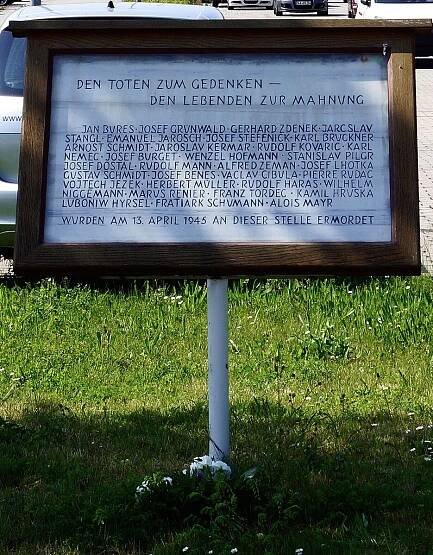 DEN TOTEN ZUM GEDENKEN —
DEN LEBENDEN ZUR MAHNUNG
JAN BURES · JOSEF GRUNWALD · GERHARD ZDENEK · JARCSLAV
STANGL · EMANUEL JAROSCH · JOSEF STEFENICK · KARL BRUCKNER
ARNOST SCHMIDT · JAROSLAV KERMAR · RUDOLF KOVARIC · KARL
NEMEC · JOSEF BURGET · WENZEL HOFMANN · STANISLAV PILGR
JOSEF DOSTAL · RUDOLF MANN · ALFRED ZEMAN · JOSEF LHOTKA
GUSTAV SCHMIDT · JOSEF BENES · VACLAV CIBULA · PIERRE RUDAC
VOJTECH JEZEK · HERBERT MÜLLER · RUDOLF HARAS · WILHELM
NIGGEMANN · MARUS RENIER · FRANZ TORDEC · KAMIL HRUSKA
LUBONIW HYRSEL · FRATIARK SCHUMANN · ALOIS MAYR
WURDEN AM 13. APRIL 1945 AN DIESER STELLE ERMORDET